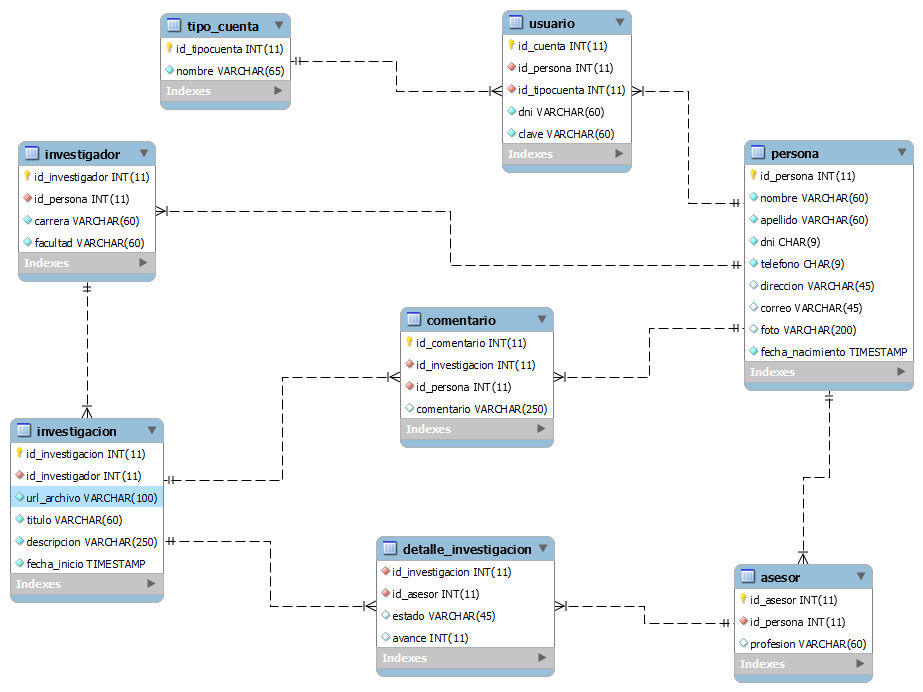 tipo_cuenta
id_tipocuenta INT(11)
nombre VARCHAR(65)
Indexes
usuario
id_cuenta INT(11)
id_persona INT(11)
id_tipocuenta INT(11)
dni VARCHAR(60)
clave VARCHAR(60)
Indexes
investigador
id_investigador INT(11)
id_persona INT(11)
carrera VARCHAR(60)
facultad VARCHAR(60)
Indexes
persona
id_persona INT(11)
nombre VARCHAR(60)
apellido VARCHAR(60)
dni CHAR(9)
telefono CHAR(9)
direccion VARCHAR(45)
correo VARCHAR(45)
foto VARCHAR(200)
fecha_nacimiento TIMESTAMP
Indexes
comentario
id_comentario INT(11)
id_investigacion INT(11)
id_persona INT(11)
comentario VARCHAR(250)
Indexes
investigacion
id_investigacion INT(11)
id_investigador INT(11)
url_archivo VARCHAR(100)
titulo VARCHAR(60)
descripcion VARCHAR(250)
fecha_inicio TIMESTAMP
Indexes
detalle_investigacion
id_investigacion INT(11)
id_asesor INT(11)
estado VARCHAR(45)
avance INT(11)
Indexes
asesor
id_asesor INT(11)
id_persona INT(11)
profesion VARCHAR(60)
Indexes